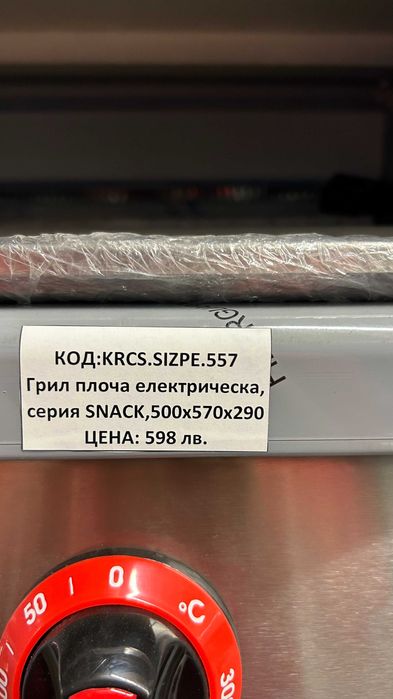 КОД:KRCS.SIZPE.557
Грил плоча електрическа,
серия SNACK,500x570x290
ЦЕНА: 598 лв.
50 0 °C